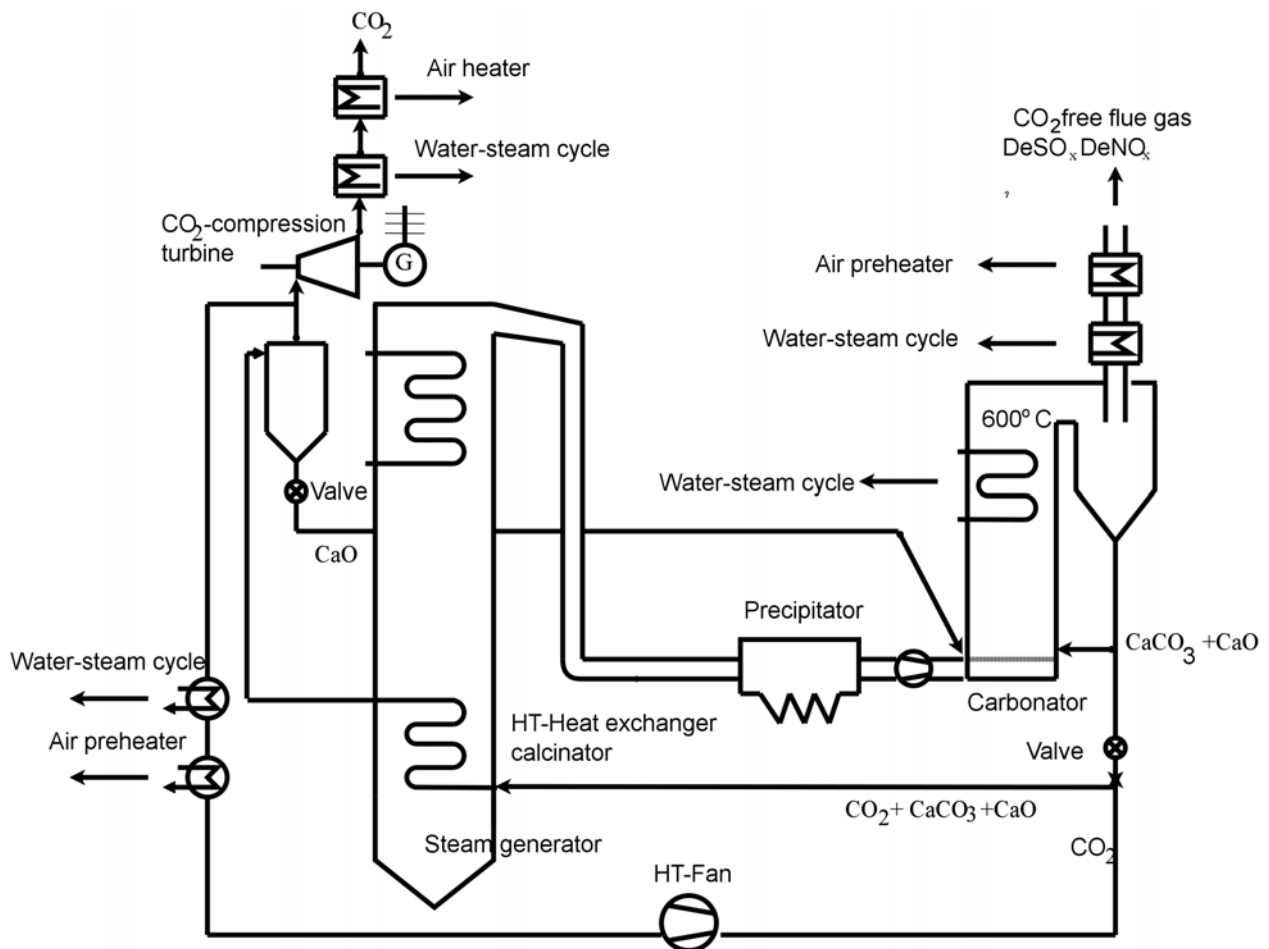 CO2
Air heater
CO2 free flue gas
DeSOx DeNOx
Water-steam cycle
?
CO2-compression
turbine
G
Air preheater
Water-steam cycle
600° C
Water-steam cycle
Valve
CaO
Precipitator
CaCO3 +CaO
Water-steam cycle
Carbonator
HT-Heat exchanger
calcinator
Air preheater
Valve
CO2+ CaCO3 +CaO
Steam generator
CO2
HT-Fan